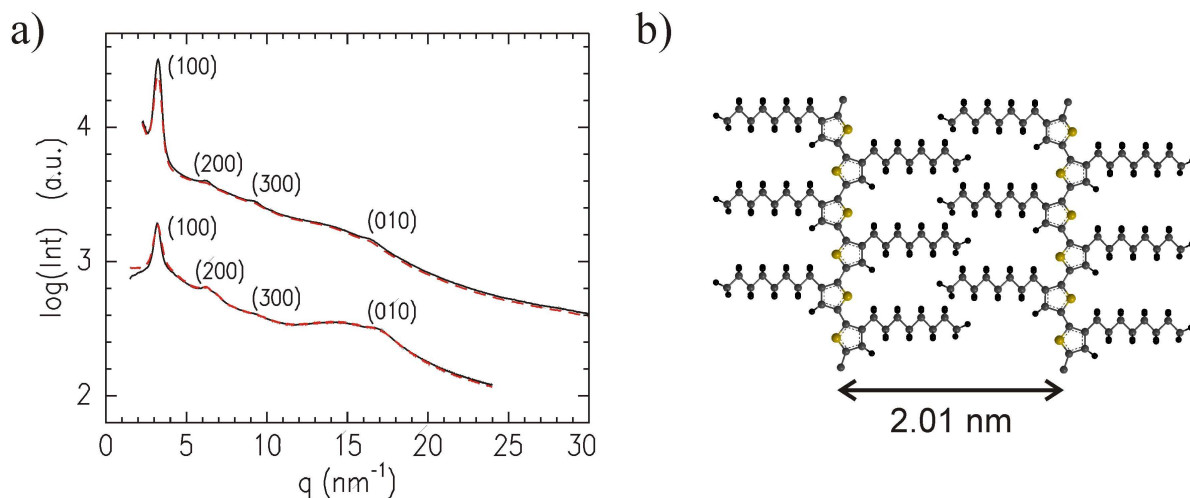 a)
log(Int) (a.u.)
4
3
2
(100)
(200)
(300)
(010)
(100)
(200)
(300)
(010)
0 5 10 15 20 25 30
q (nm⁻¹)
b)
2.01 nm